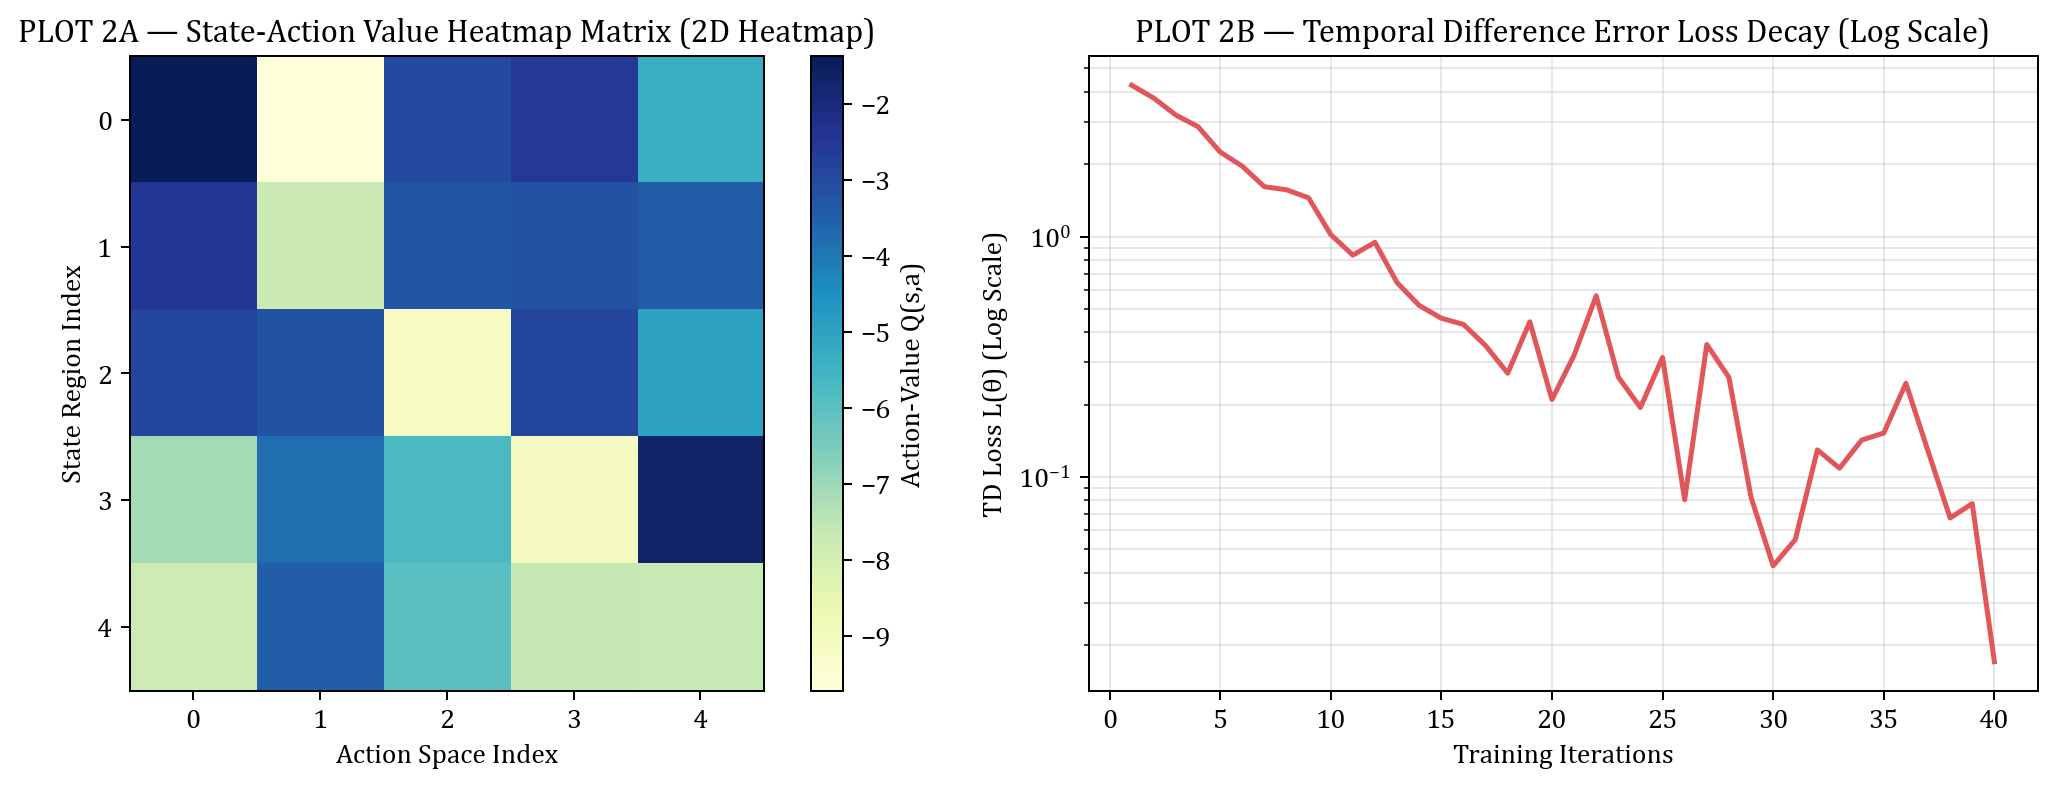 PLOT 2A — State-Action Value Heatmap Matrix (2D Heatmap)
State Region Index
0
1
2
3
4
0 1 2 3 4
Action Space Index
−2
−3
−4
−5
−6
−7
−8
−9
Action-Value Q(s,a)
PLOT 2B — Temporal Difference Error Loss Decay (Log Scale)
TD Loss L(θ) (Log Scale)
10⁰
10⁻¹
0 5 10 15 20 25 30 35 40
Training Iterations